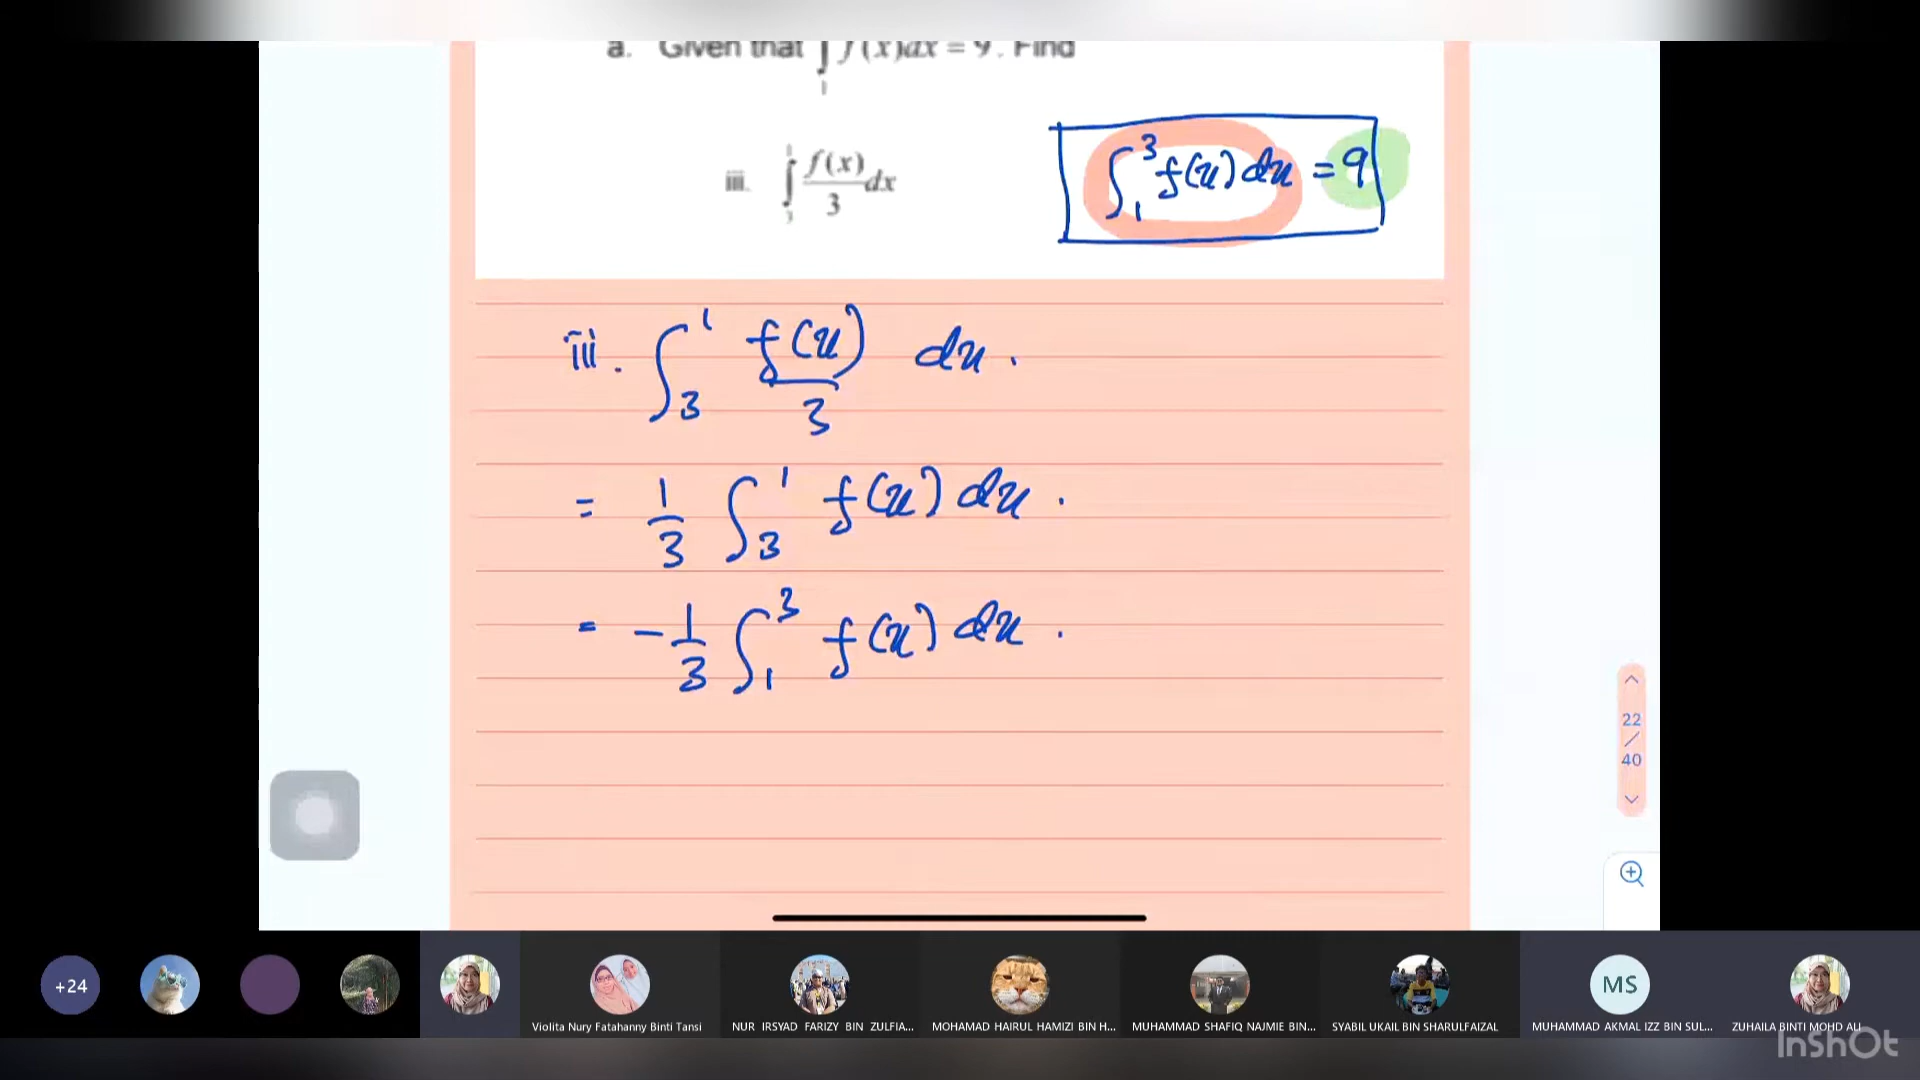 a. Given that ∫₁ f(x)dx = 9. Find
iii. ∫₃¹ f(x)/3 dx
∫₁³ f(x) dx = 9
iii. ∫₃¹ f(x)/3 dx.
= 1/3 ∫₃¹ f(x) dx.
= -1/3 ∫₁³ f(x) dx.
22
/
40
+24
MS
Violita Nury Fatahanny Binti Tansi
NUR IRSYAD FARIZY BIN ZULFIA...
MOHAMAD HAIRUL HAMIZI BIN H...
MUHAMMAD SHAFIQ NAJMIE BIN...
SYABIL UKAIL BIN SHARULFAIZAL
MUHAMMAD AKMAL IZZ BIN SUL...
ZUHAILA BINTI MOHD ALI
InShOt